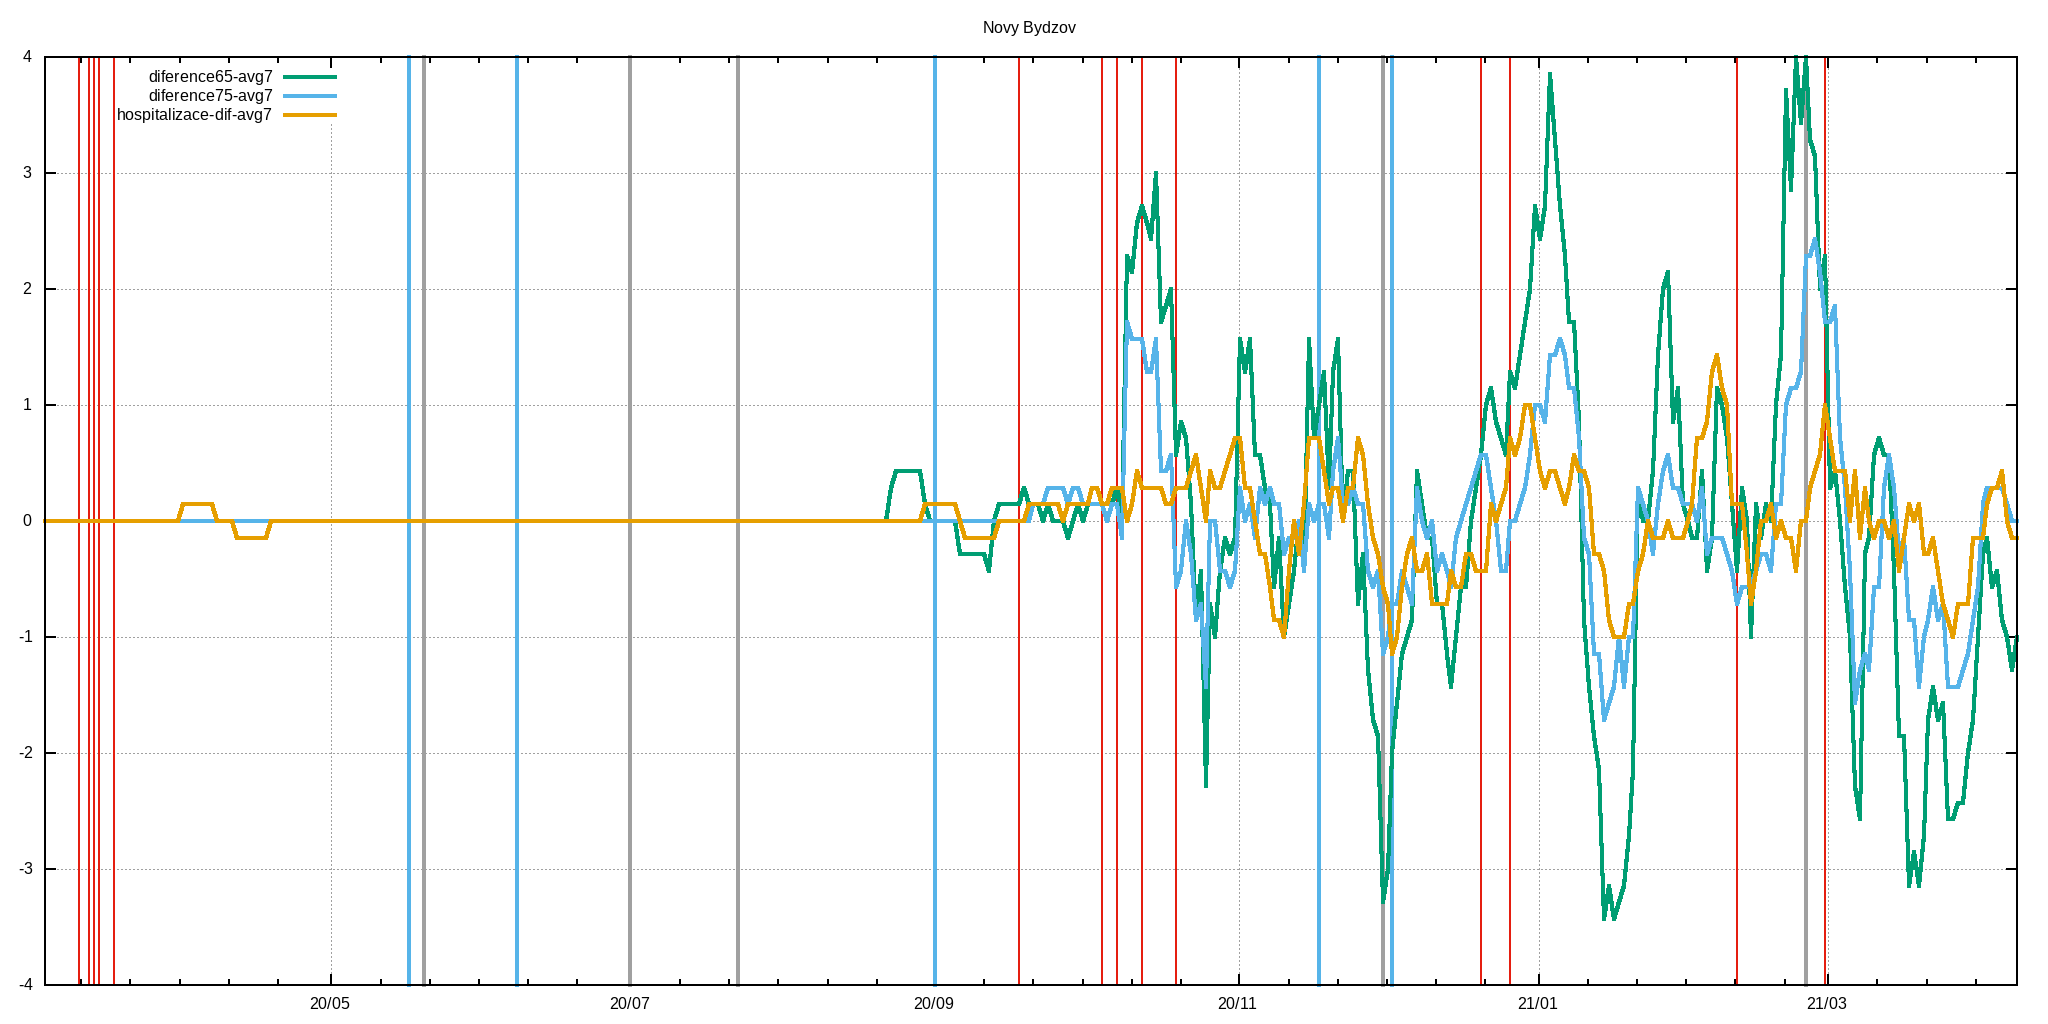 Novy Bydzov
diference65-avg7
diference75-avg7
hospitalizace-dif-avg7
4
3
2
1
0
-1
-2
-3
-4
20/05 20/07 20/09 20/11 21/01 21/03